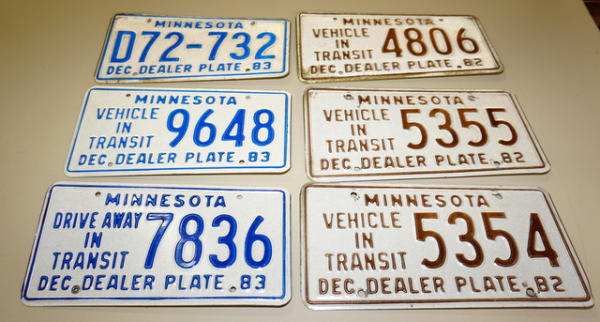 MINNESOTA
D72-732
DEC. DEALER PLATE. 83
MINNESOTA
VEHICLE
IN
TRANSIT
4806
DEC. DEALER PLATE. 82
MINNESOTA
VEHICLE
IN
TRANSIT
9648
DEC. DEALER PLATE. 83
MINNESOTA
VEHICLE
IN
TRANSIT
5355
DEC. DEALER PLATE. 82
MINNESOTA
DRIVE AWAY
IN
TRANSIT
7836
DEC. DEALER PLATE 83
MINNESOTA
VEHICLE
IN
TRANSIT
5354
DEC. DEALER PLATE 82